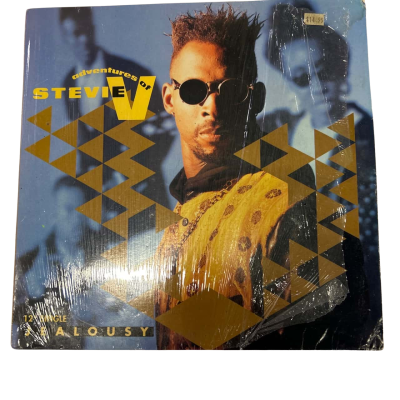 adventures of
STEVIE V
12" SINGLE
JEALOUSY